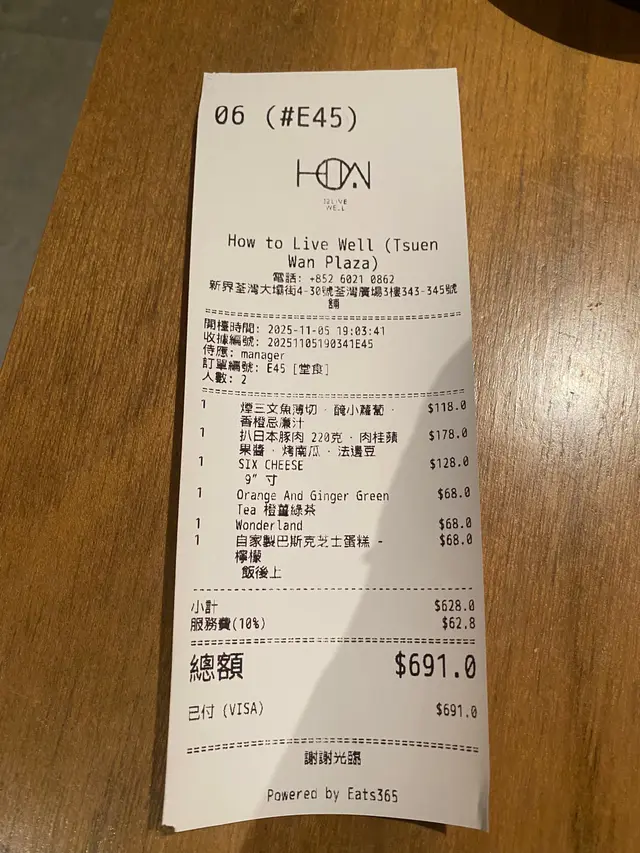 06 (#E45)
HOW
TO LIVE
WELL
How to Live Well (Tsuen
Wan Plaza)
電話: +852 6021 0862
新界荃灣大壩街4-30號荃灣廣場3樓343-345號
舖
開檯時間: 2025-11-05 19:03:41
收據編號: 20251105190341E45
侍應: manager
訂單編號: E45 [堂食]
人數: 2
1 煙三文魚薄切．醃小蘿蔔． $118.0
香橙忌廉汁
1 扒日本豚肉 220克．肉桂蘋 $178.0
果醬．烤南瓜．法邊豆
1 SIX CHEESE $128.0
9" 寸
1 Orange And Ginger Green $68.0
Tea 橙薑綠茶
1 Wonderland $68.0
1 自家製巴斯克芝士蛋糕 - $68.0
檸檬
飯後上
小計 $628.0
服務費(10%) $62.8
總額 $691.0
已付 (VISA) $691.0
謝謝光臨
Powered by Eats365